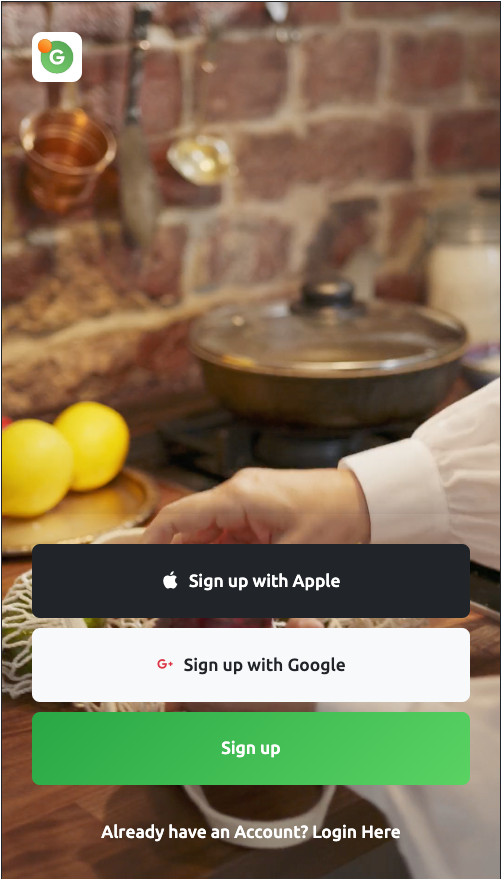 G
Sign up with Apple
G+ Sign up with Google
Sign up
Already have an Account? Login Here